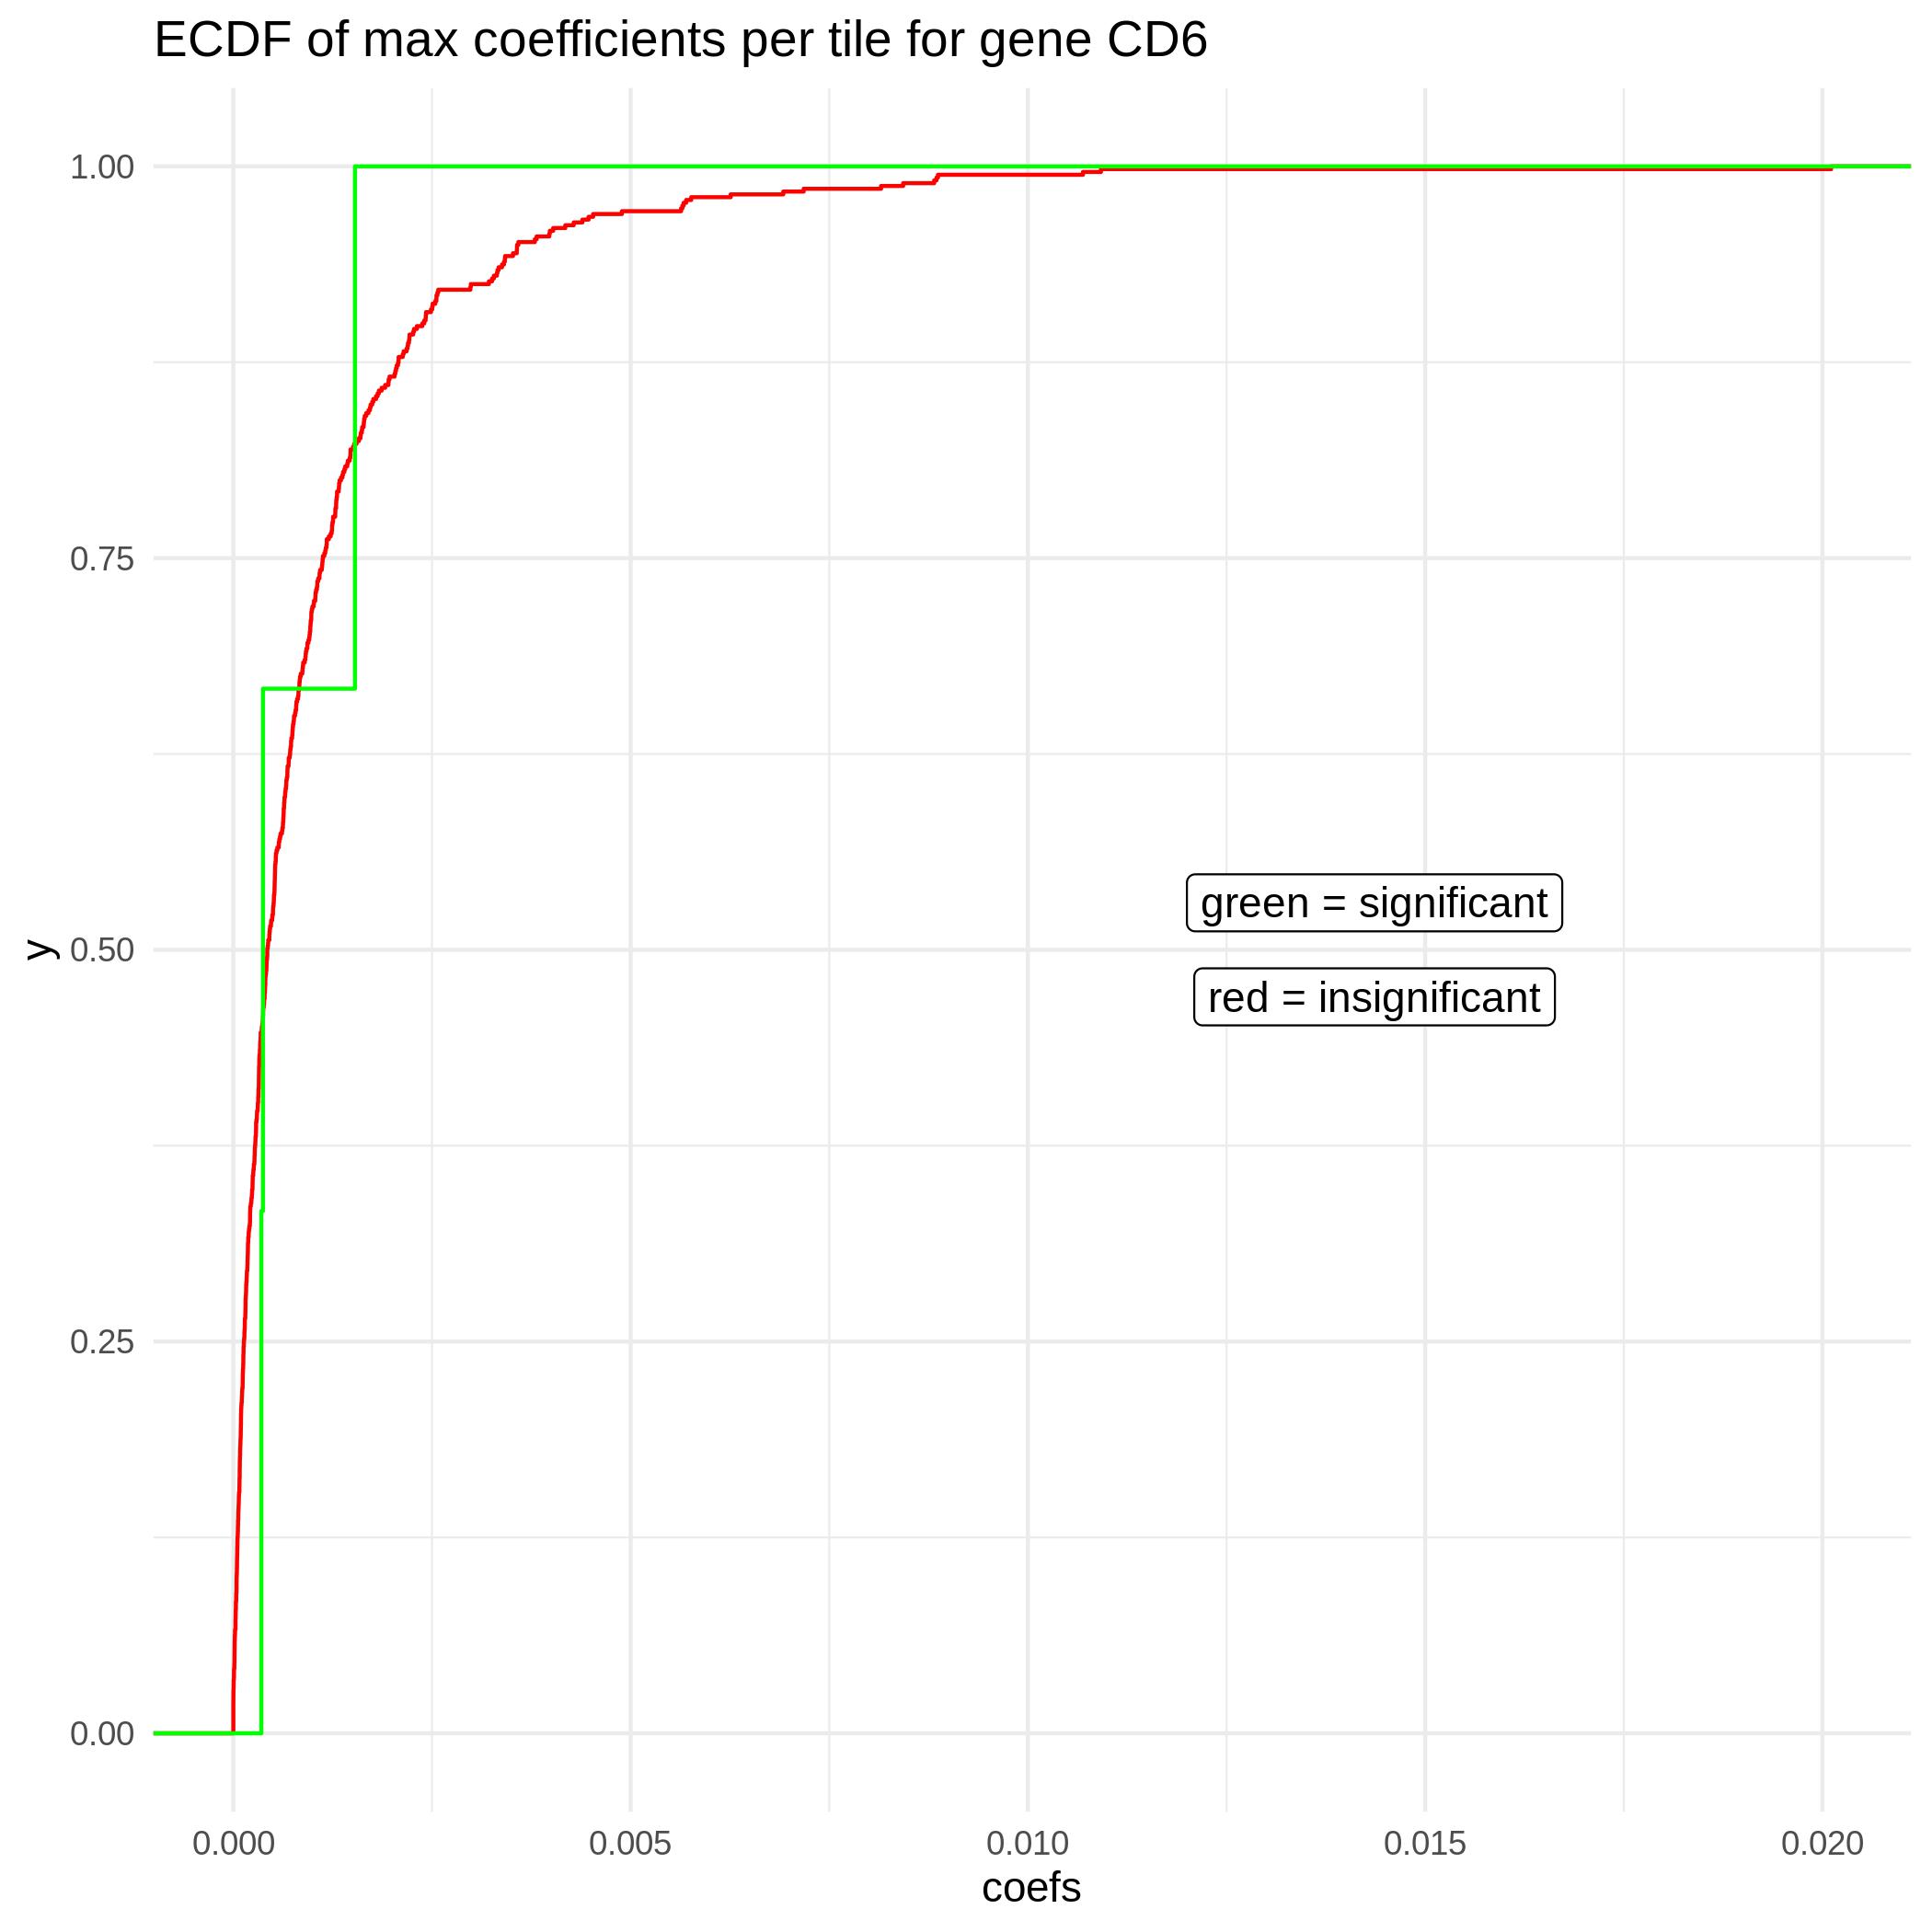 ECDF of max coefficients per tile for gene CD6
1.00
0.75
0.50
0.25
0.00
y
green = significant
red = insignificant
0.000 0.005 0.010 0.015 0.020
coefs